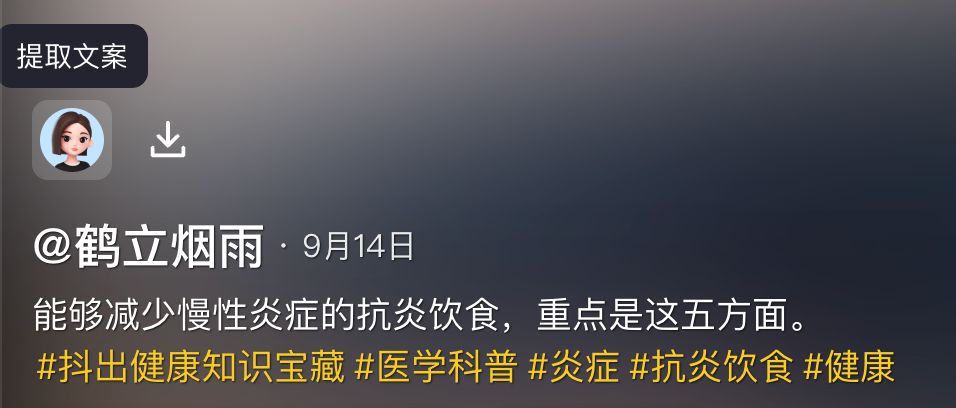 提取文案
@鹤立烟雨 · 9月14日
能够减少慢性炎症的抗炎饮食，重点是这五方面。
#抖出健康知识宝藏 #医学科普 #炎症 #抗炎饮食 #健康